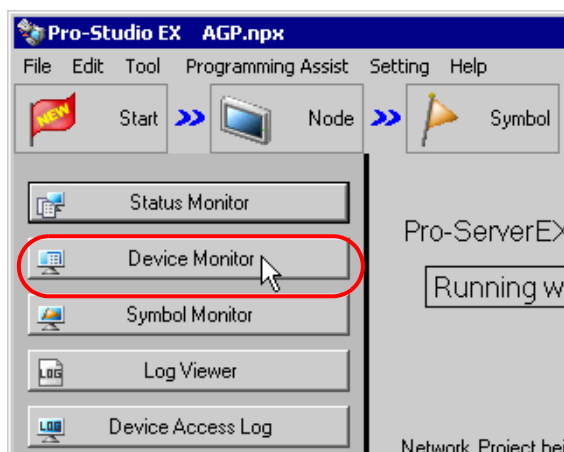 Pro-Studio EX AGP.npx
File Edit Tool Programming Assist Setting Help
NEW Start Node Symbol
Status Monitor
Pro-ServerEX
Device Monitor
Running w
Symbol Monitor
LOG Log Viewer
LOG Device Access Log
Network Project bei